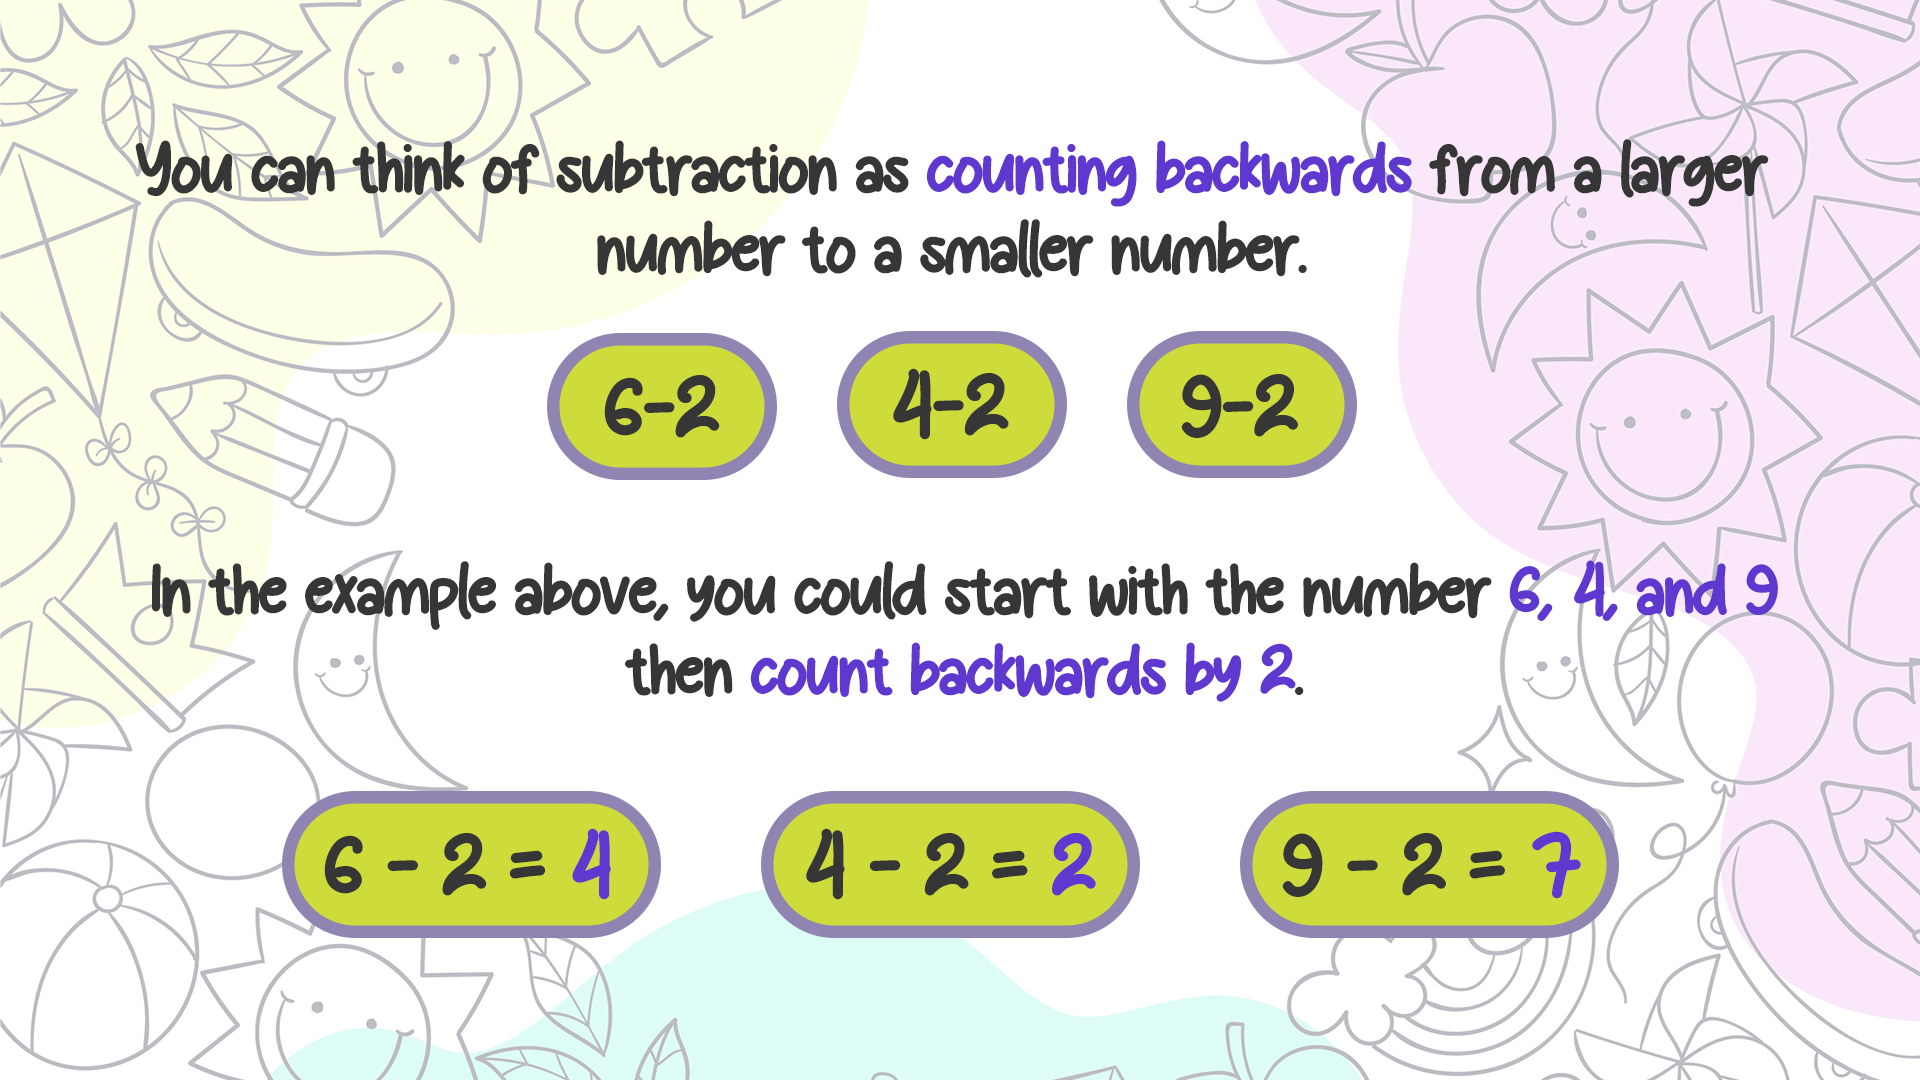 You can think of subtraction as counting backwards from a larger
number to a smaller number.
6-2 4-2 9-2
In the example above, you could start with the number 6, 4, and 9
then count backwards by 2.
6 - 2 = 4 4 - 2 = 2 9 - 2 = 7